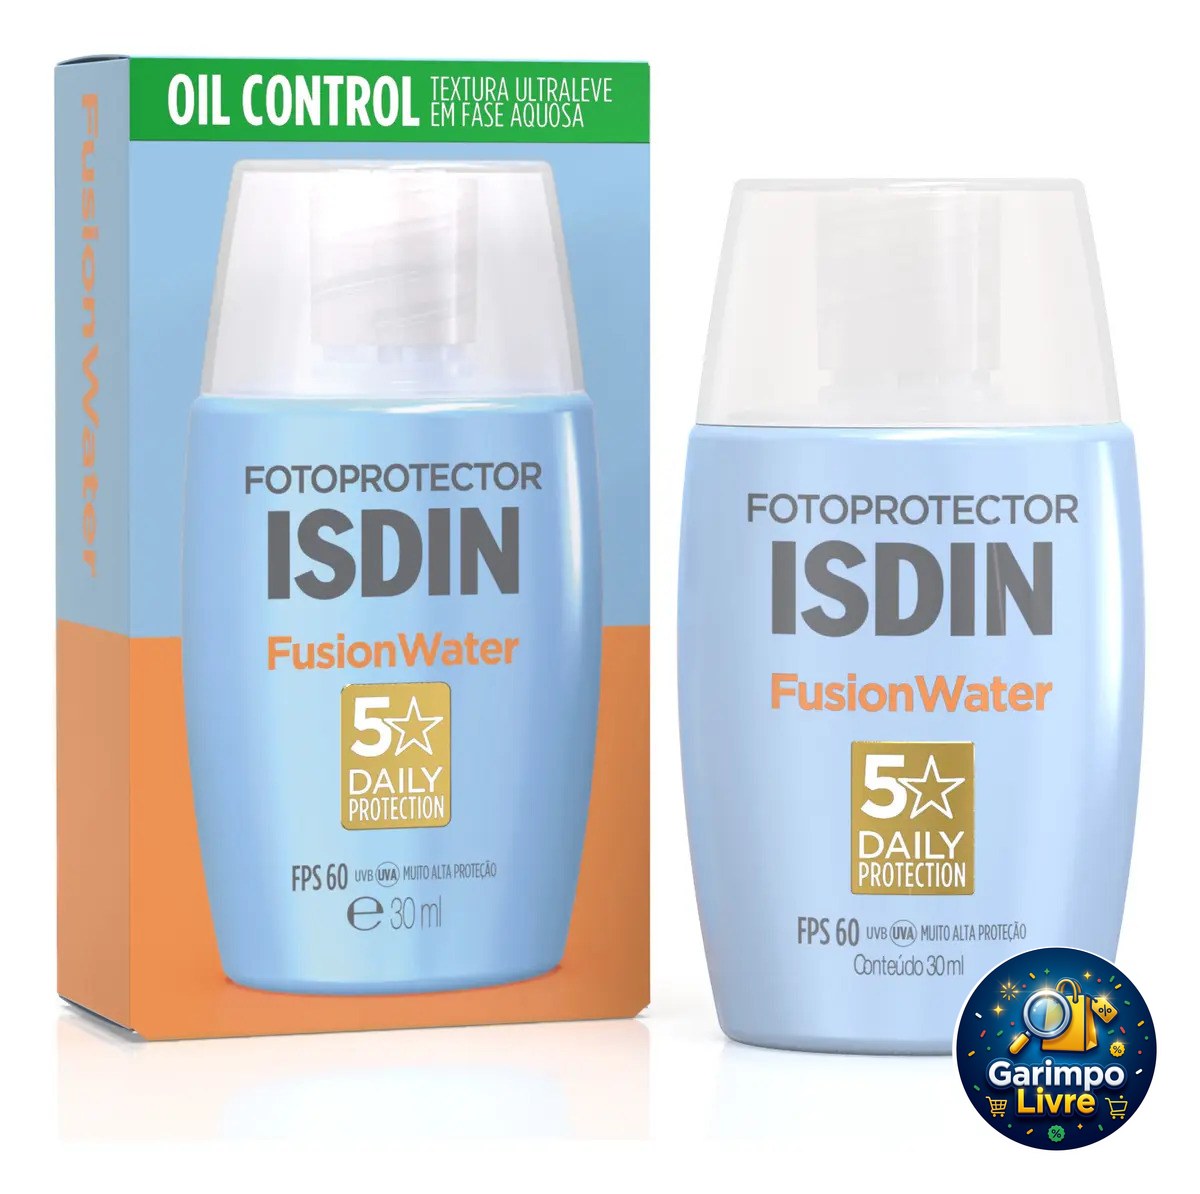 OIL CONTROL
TEXTURA ULTRALEVE
EM FASE AQUOSA
FusionWater
FOTOPROTECTOR
ISDIN
FusionWater
5☆
DAILY
PROTECTION
FPS 60 UVB UVA MUITO ALTA PROTEÇÃO
℮ 30 ml
FOTOPROTECTOR
ISDIN
FusionWater
5☆
DAILY
PROTECTION
FPS 60 UVB UVA MUITO ALTA PROTEÇÃO
Conteúdo 30 ml
%
%
Garimpo
Livre
%